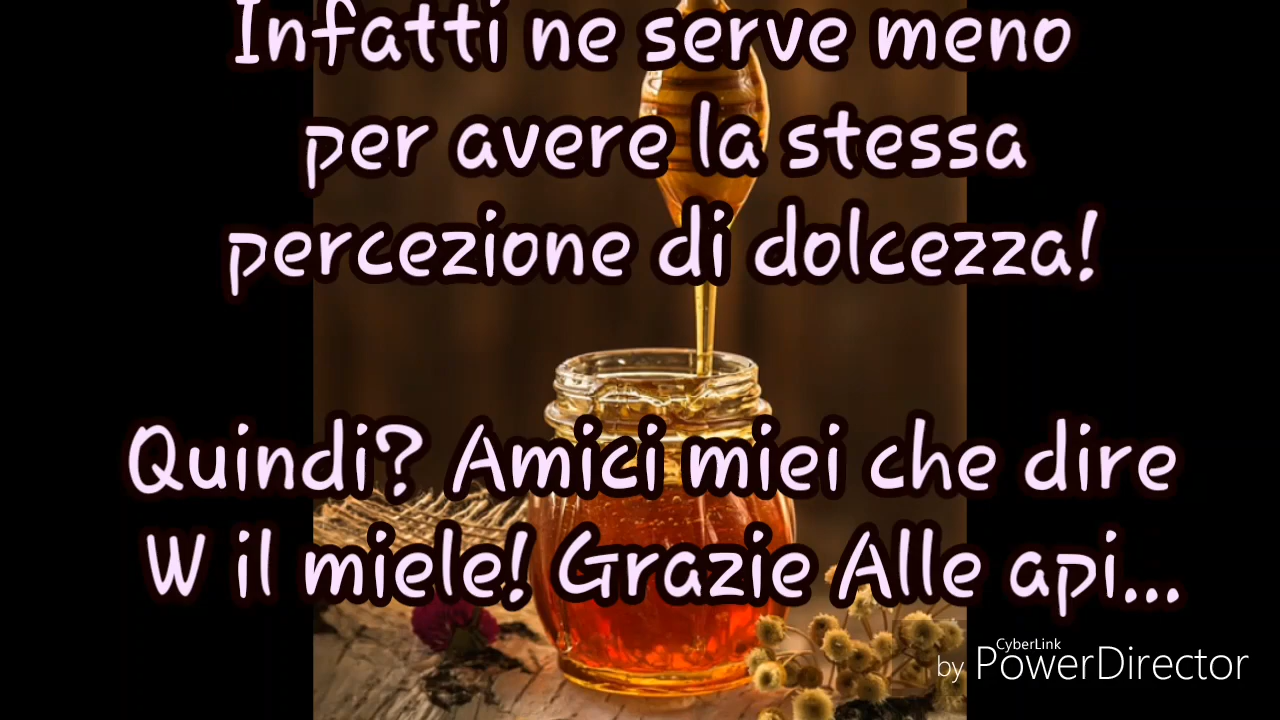 Infatti ne serve meno
per avere la stessa
percezione di dolcezza!
Quindi? Amici miei che dire
W il miele! Grazie Alle api...
CyberLink
by PowerDirector